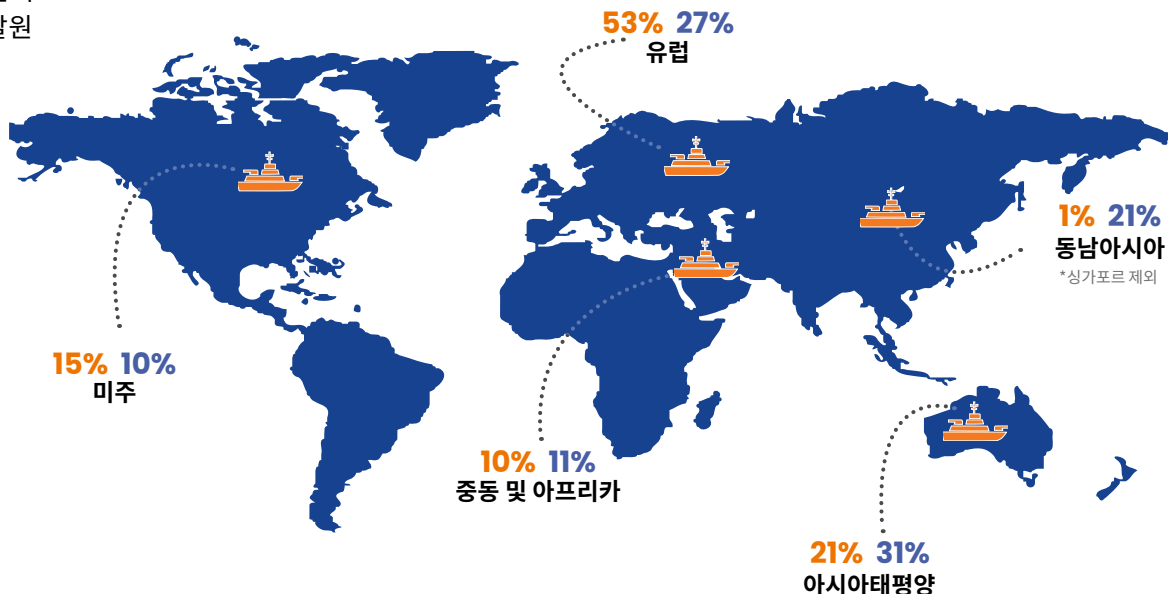 53% 27%
유럽
1% 21%
동남아시아
*싱가포르 제외
15% 10%
미주
10% 11%
중동 및 아프리카
21% 31%
아시아태평양